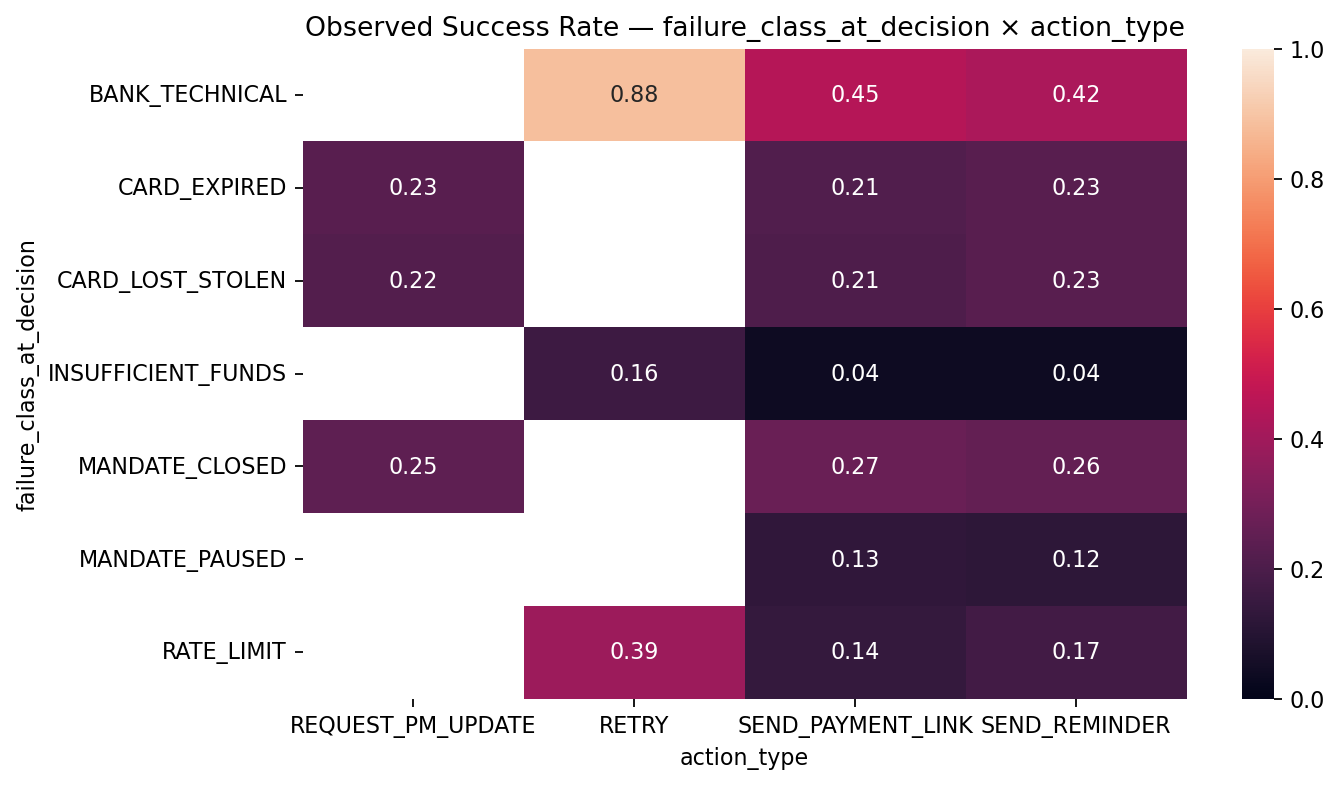 Observed Success Rate — failure_class_at_decision × action_type
failure_class_at_decision
BANK_TECHNICAL 0.88 0.45 0.42
CARD_EXPIRED 0.23 0.21 0.23
CARD_LOST_STOLEN 0.22 0.21 0.23
INSUFFICIENT_FUNDS 0.16 0.04 0.04
MANDATE_CLOSED 0.25 0.27 0.26
MANDATE_PAUSED 0.13 0.12
RATE_LIMIT 0.39 0.14 0.17
REQUEST_PM_UPDATE RETRY SEND_PAYMENT_LINK SEND_REMINDER
action_type
1.0
0.8
0.6
0.4
0.2
0.0